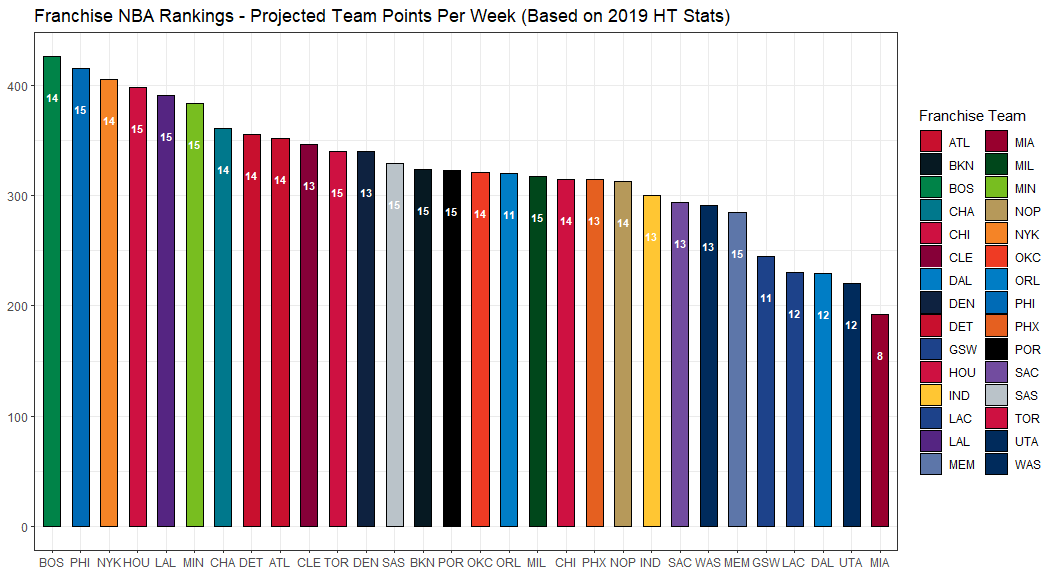 Franchise NBA Rankings - Projected Team Points Per Week (Based on 2019 HT Stats)
400
300
200
100
0
14 15 14 15 15 15 14 14 14 13 15 13 15 15 15 14 11 15 14 13 14 13 13 13 15 11 12 12 12 8
BOS PHI NYK HOU LAL MIN CHA DET ATL CLE TOR DEN SAS BKN POR OKC ORL MIL CHI PHX NOP IND SAC WAS MEM GSW LAC DAL UTA MIA
Franchise Team
ATL MIA
BKN MIL
BOS MIN
CHA NOP
CHI NYK
CLE OKC
DAL ORL
DEN PHI
DET PHX
GSW POR
HOU SAC
IND SAS
LAC TOR
LAL UTA
MEM WAS